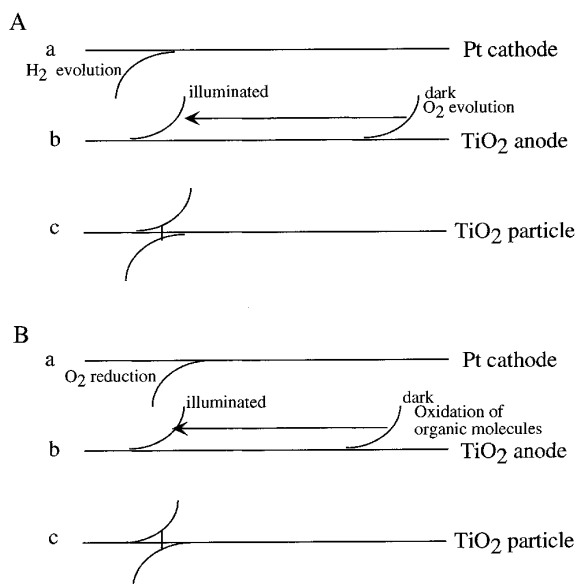 A
a
Pt cathode
H2 evolution
illuminated
dark
O2 evolution
b
TiO2 anode
c
TiO2 particle
B
a
Pt cathode
O2 reduction
illuminated
dark
Oxidation of
organic molecules
b
TiO2 anode
c
TiO2 particle